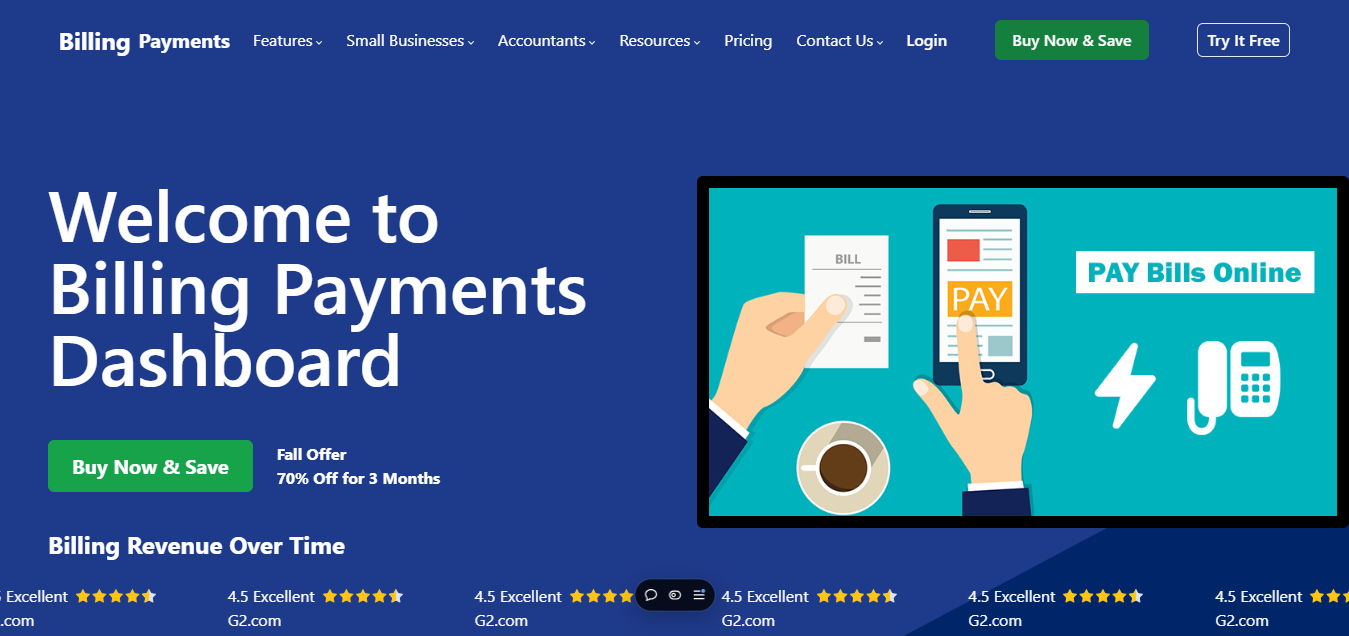 Billing Payments Features Small Businesses Accountants Resources Pricing Contact Us Login Buy Now & Save Try It Free
Welcome to
Billing Payments
Dashboard
BILL
PAY
PAY Bills Online
Buy Now & Save
Fall Offer
70% Off for 3 Months
Billing Revenue Over Time
5 Excellent 4.5 Excellent 4.5 Excellent 4.5 Excellent 4.5 Excellent 4.5 Excellent
.com G2.com G2.com G2.com G2.com G2.com